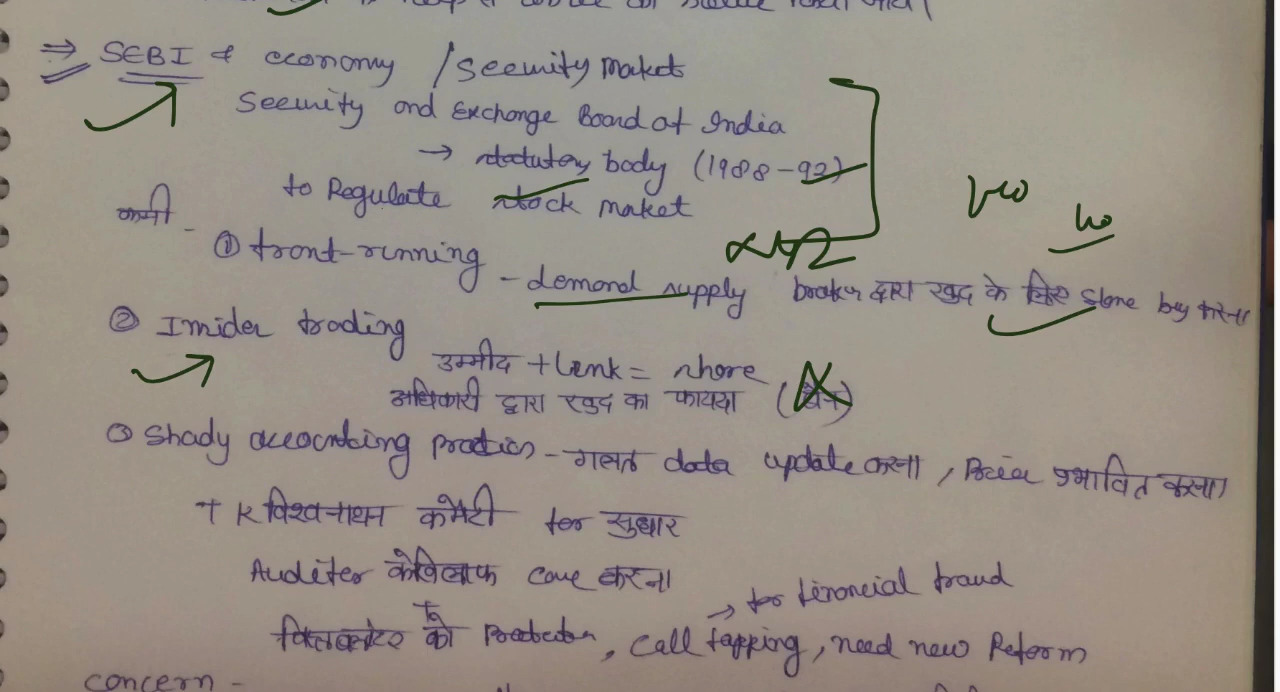 ⇒ SEBI & economy / Security Market
Security and Exchange Board of India
→ statutory body (1988-92)
to Regulate stock market
कमी -
① front-running - demand supply broker द्वारा खुद के लिए share buy करना
② Insider trading
उम्मीद + link = share
अधिकारी द्वारा खुद का फायदा
③ Shady accounting practices - गलत data update करना, Price प्रभावित करना
T K विश्वनाथन कमेटी for सुधार
Auditer के खिलाफ case करना
को Protection, call tapping, need new Reform
→ for financial fraud
concern -